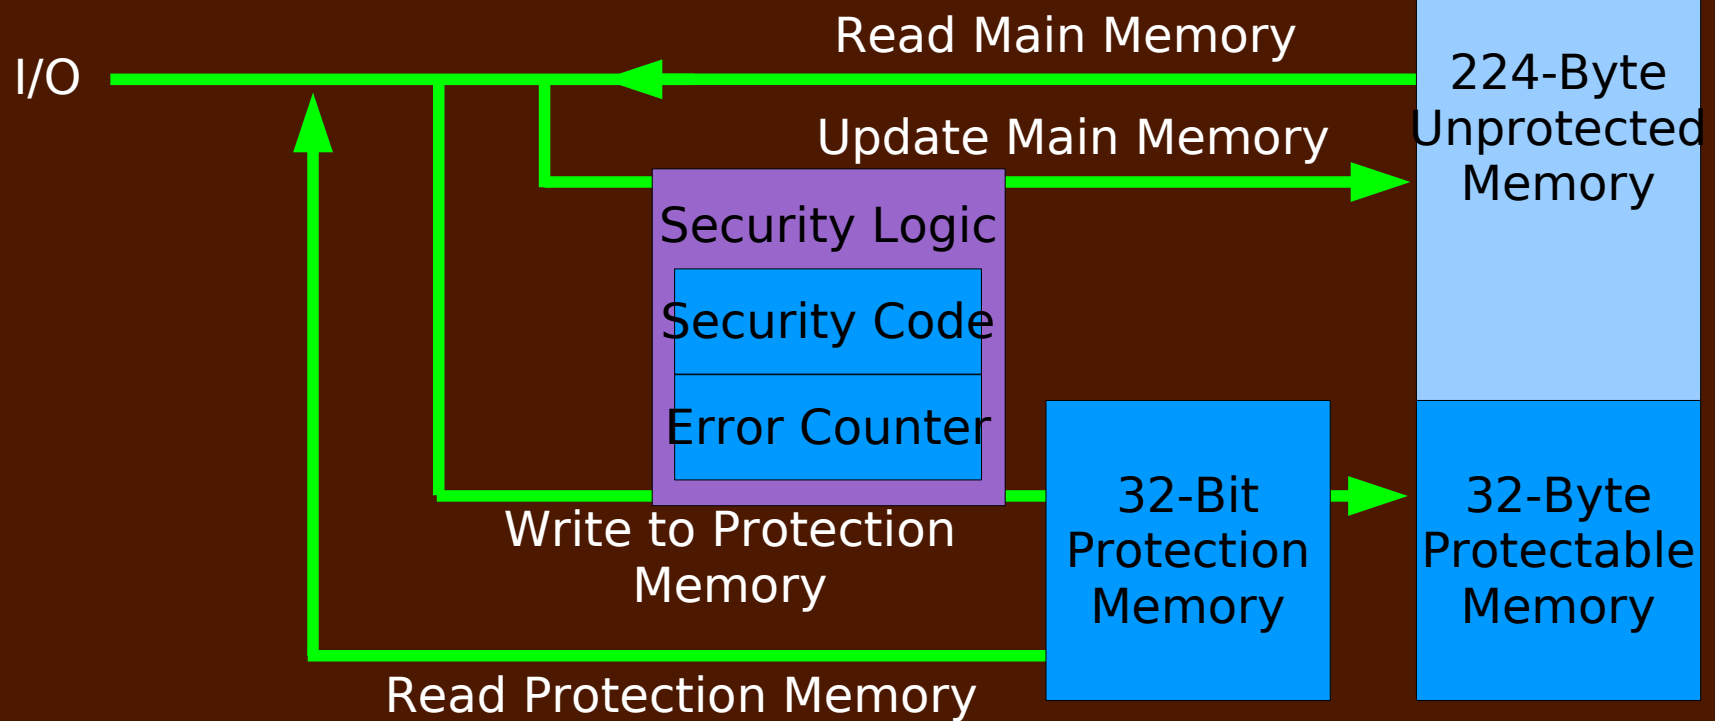 Read Main Memory
I/O
224-Byte
Unprotected
Memory
Update Main Memory
Security Logic
Security Code
Error Counter
32-Bit
Protection
Memory
32-Byte
Protectable
Memory
Write to Protection
Memory
Read Protection Memory